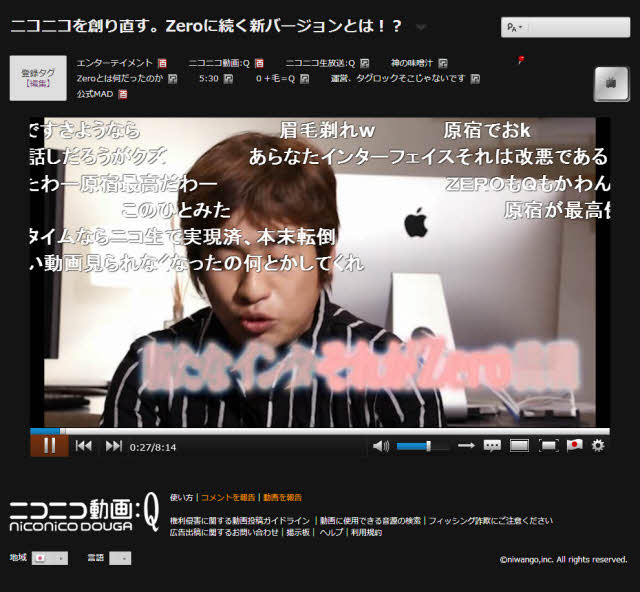 ニコニコを創り直す。Zeroに続く新バージョンとは！？
登録タグ
【編集】
エンターテイメント 百 ニコニコ動画:Q 百 ニコニコ生放送:Q 神の味噌汁
Zeroとは何だったのか 5:30 0＋毛＝Q 運営、タグロックそこじゃないです
公式MAD 百
ですさようなら 眉毛剃れw 原宿でおk
話しだろうがクズ あらなたインターフェイスそれは改悪である
たわー原宿最高だわー ZEROもQもかわん
このひとみた 原宿が最高
タイムならニコ生で実現済、本末転倒
い動画見られなくなったの何とかしてくれ
それがZero
0:27/8:14
ニコニコ動画:Q
niconico DOUGA
使い方 | コメントを報告 | 動画を報告
権利侵害に関する動画投稿ガイドライン | 動画に使用できる音源の検索 | フィッシング詐欺にご注意ください
広告出稿に関するお問い合わせ | 掲示板 | ヘルプ | 利用規約
地域 言語
©niwango,inc. All rights reserved.